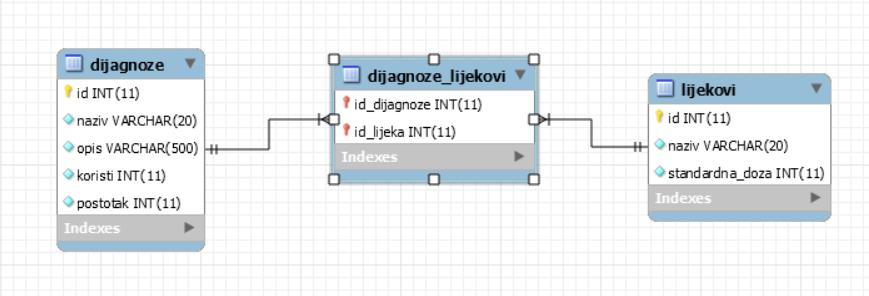 dijagnoze
id INT(11)
naziv VARCHAR(20)
opis VARCHAR(500)
koristi INT(11)
postotak INT(11)
Indexes
dijagnoze_lijekovi
id_dijagnoze INT(11)
id_lijeka INT(11)
Indexes
lijekovi
id INT(11)
naziv VARCHAR(20)
standardna_doza INT(11)
Indexes